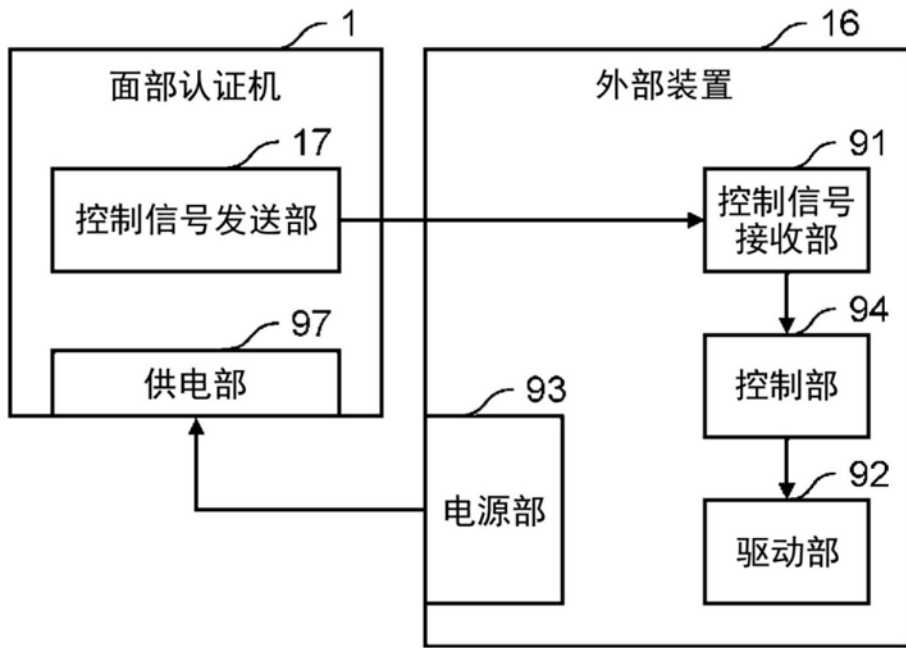 1
16
面部认证机
外部装置
17
91
控制信号发送部
控制信号
接收部
97
94
供电部
控制部
93
92
电源部
驱动部